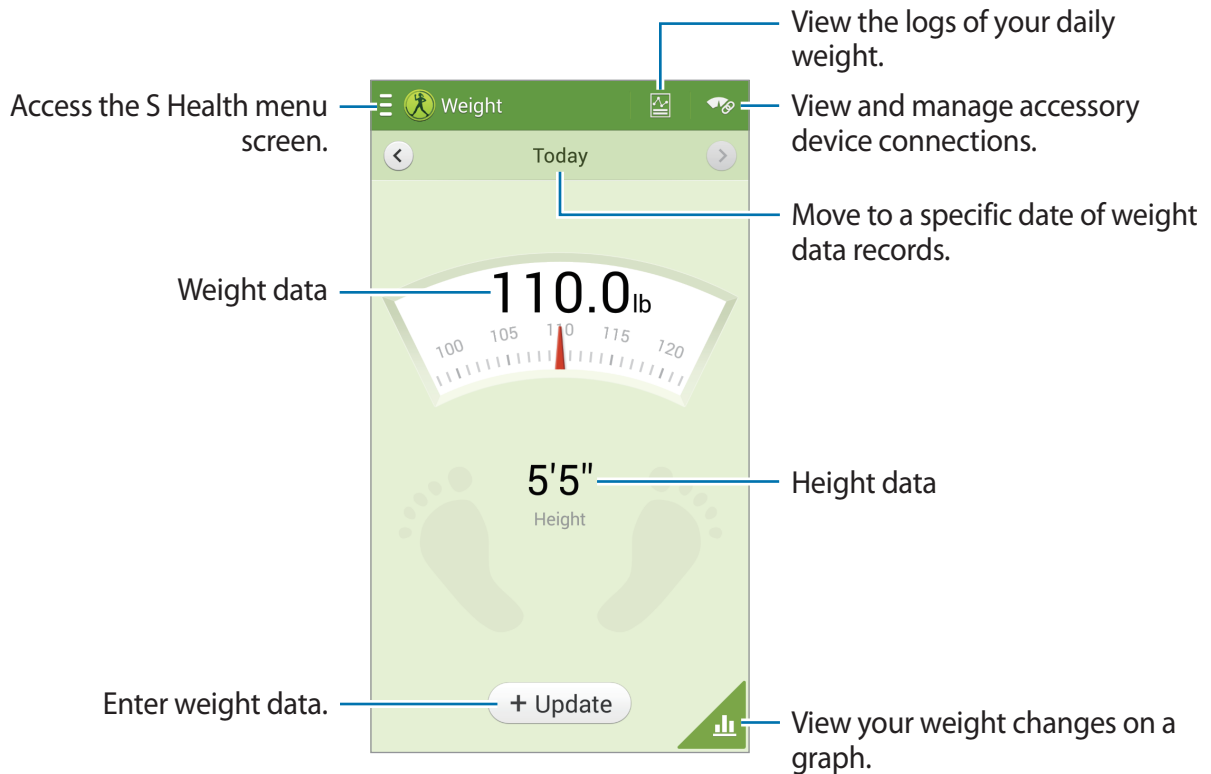 View the logs of your daily
weight.
Access the S Health menu
screen.
Weight
View and manage accessory
device connections.
Today
Move to a specific date of weight
data records.
Weight data
110.0lb
100 105 110 115 120
5'5"
Height
Height data
Enter weight data.
+ Update
View your weight changes on a
graph.